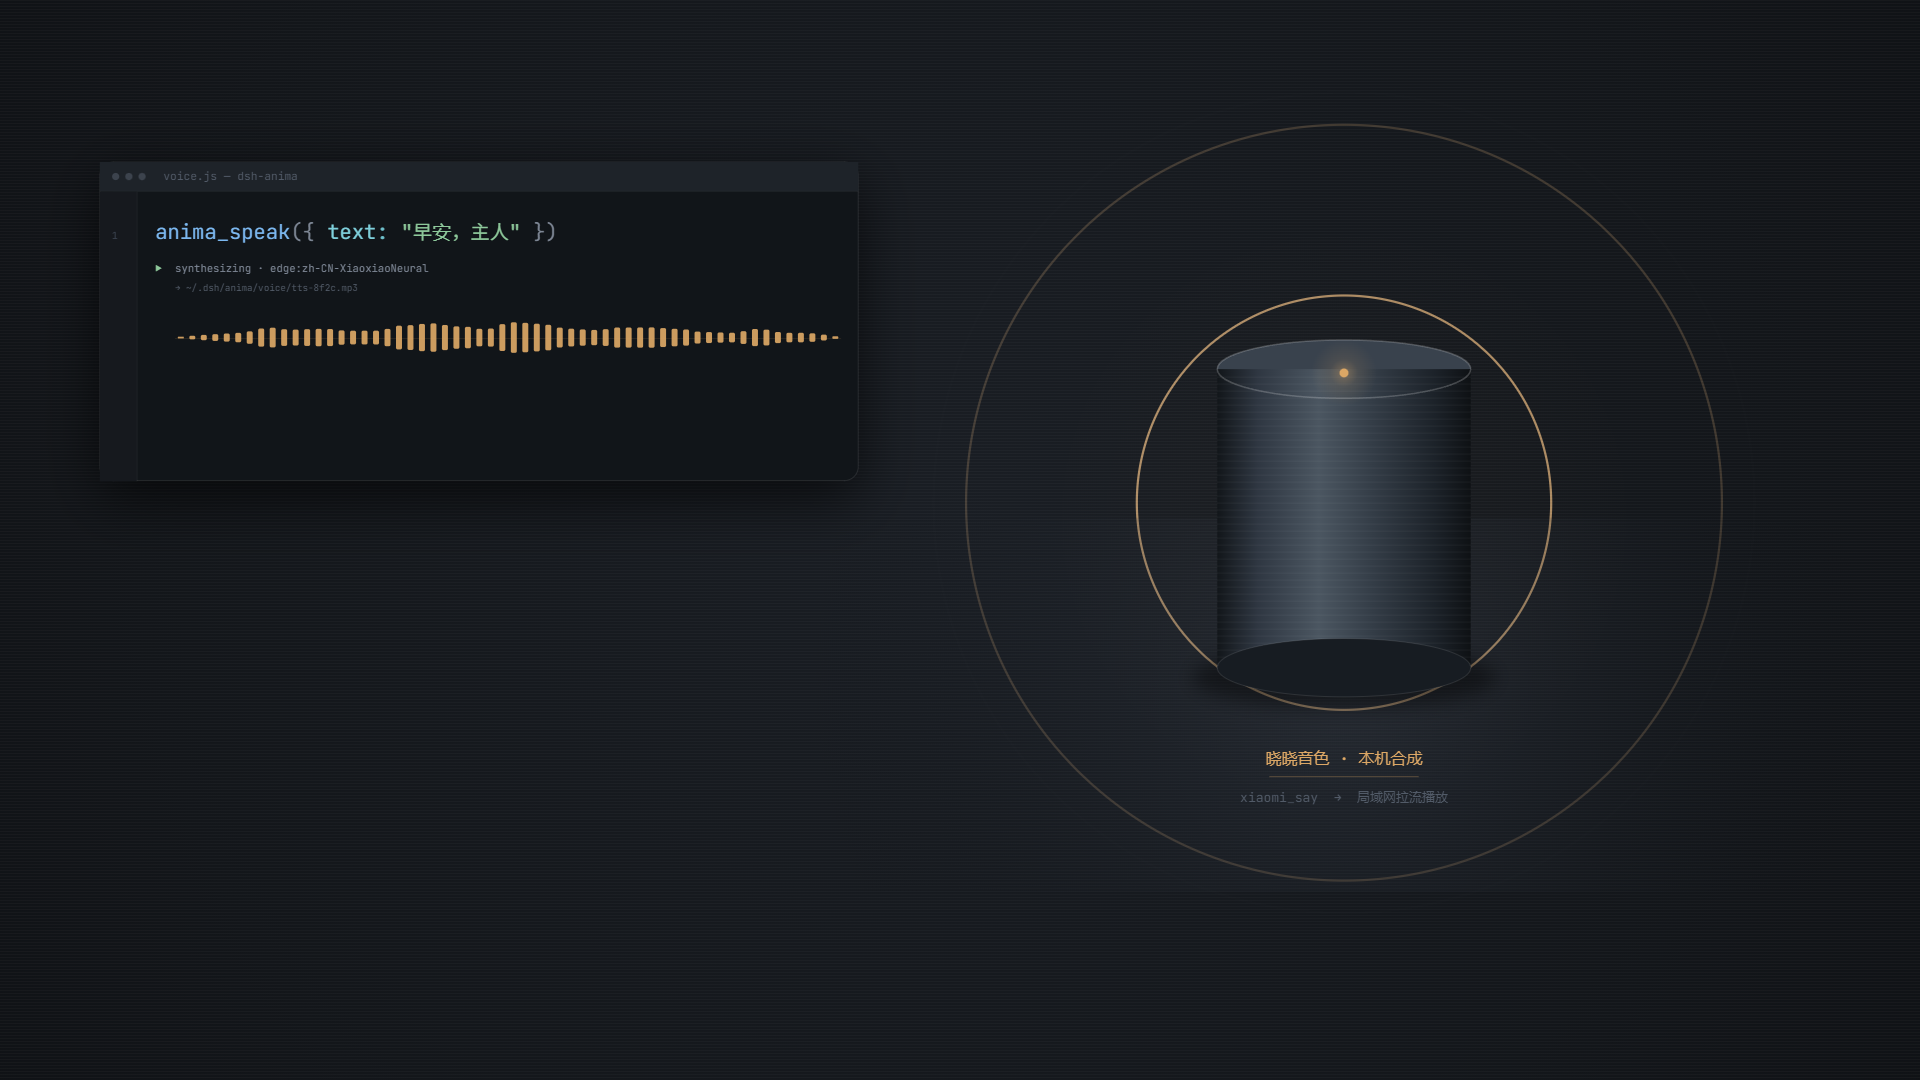 voice.js — dsh-anima
1
anima_speak({ text: "早安，主人" })
▶ synthesizing · edge:zh-CN-XiaoxiaoNeural
→ ~/.dsh/anima/voice/tts-8f2c.mp3
晓晓音色 · 本机合成
xiaomi_say → 局域网拉流播放